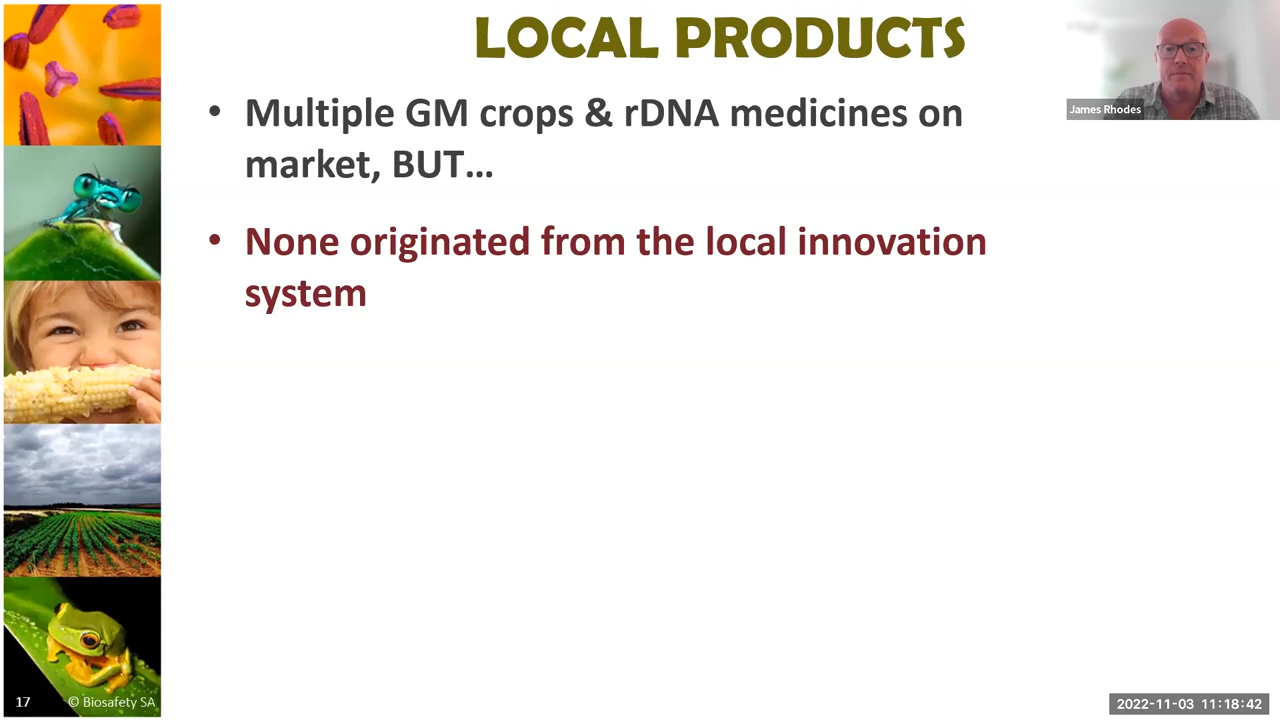 LOCAL PRODUCTS
• Multiple GM crops & rDNA medicines on
market, BUT...
• None originated from the local innovation
system
James Rhodes
17 © Biosafety SA
2022-11-03 11:18:42